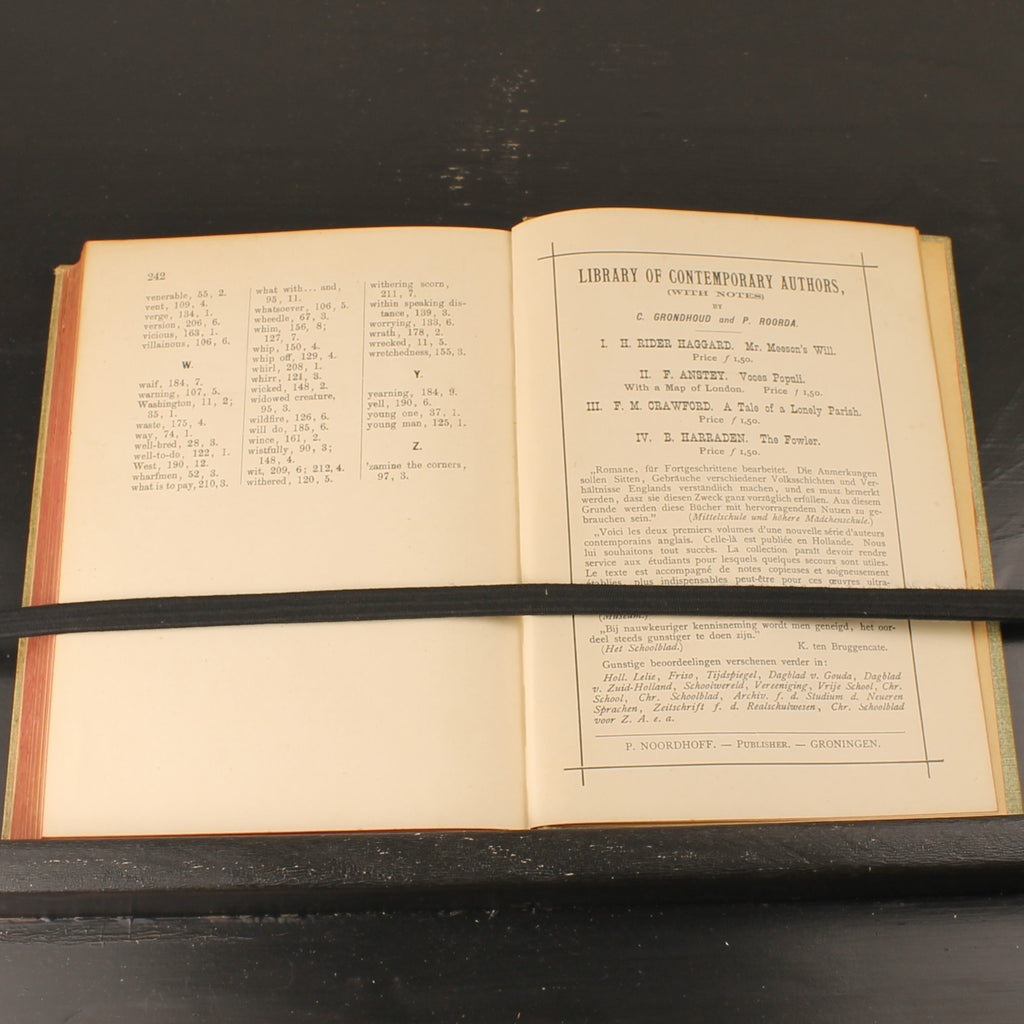 242
venerable, 55, 2.
vent, 109, 4.
verge, 134, 1.
version, 206, 6.
vicious, 163, 1.
villainous, 106, 6.
W.
waif, 184, 7.
warning, 107, 5.
Washington, 11, 2;
35, 1.
waste, 175, 4.
way, 74, 1.
well-bred, 28, 3.
well-to-do, 122, 1.
West, 190, 12.
wharfmen, 52, 3.
what is to pay, 210, 3.
what with... and,
95, 11.
whatsoever, 106, 5.
wheedle, 67, 3.
whim, 156, 8;
127, 7.
whip, 150, 4.
whip off, 129, 4.
whirl, 208, 1.
whirr, 121, 3.
wicked, 148, 2.
widowed creature,
95, 3.
wildfire, 126, 6.
will do, 185, 6.
wince, 161, 2.
wistfully, 90, 3;
148, 4.
wit, 209, 6; 212, 4.
withered, 120, 5.
withering scorn,
211, 7.
within speaking dis-
tance, 139, 3.
worrying, 133, 6.
wrath, 178, 2.
wrecked, 11, 5.
wretchedness, 155, 3.
Y.
yearning, 184, 9.
yell, 190, 6.
young one, 37, 1.
young man, 125, 1.
Z.
'zamine the corners,
97, 3.
LIBRARY OF CONTEMPORARY AUTHORS,
(WITH NOTES)
BY
C. GRONDHOUD and P. ROORDA.
I. H. RIDER HAGGARD. Mr. Meeson's Will.
Price ƒ 1,50.
II. F. ANSTEY. Voces Populi.
With a Map of London. Price ƒ 1,50.
III. F. M. CRAWFORD. A Tale of a Lonely Parish.
Price ƒ 1,50.
IV. B. HARRADEN. The Fowler.
Price ƒ 1,50.
„Romane, für Fortgeschrittene bearbeitet. Die Anmerkungen
sollen Sitten, Gebräuche verschiedener Volksschichten und Ver-
hältnisse Englands verständlich machen, und es musz bemerkt
werden, dasz sie diesen Zweck ganz vorzüglich erfüllen. Aus diesem
Grunde werden diese Bücher mit hervorragendem Nutzen zu ge-
brauchen sein." (Mittelschule und höhere Mädchenschule.)
„Voici les deux premiers volumes d'une nouvelle série d'auteurs
contemporains anglais. Celle-là est publiée en Hollande. Nous
lui souhaitons tout succès. La collection paraît devoir rendre
service aux étudiants pour lesquels quelques secours sont utiles.
Le texte est accompagné de notes copieuses et soigneusement
établies, plus indispensables peut-être pour ces œuvres ultra-
(Museum.)
„Bij nauwkeuriger kennisneming wordt men geneigd, het oor-
deel steeds gunstiger te doen zijn."
(Het Schoolblad.) K. ten Bruggencate.
Gunstige beoordeelingen verschenen verder in:
Holl. Lelie, Friso, Tijdspiegel, Dagblad v. Gouda, Dagblad
v. Zuid-Holland, Schoolwereld, Vereeniging, Vrije School, Chr.
School, Chr. Schoolblad, Archiv. f. d. Studium d. Neueren
Sprachen, Zeitschrift f. d. Realschulwesen, Chr. Schoolblad
voor Z. A. e. a.
P. NOORDHOFF. — PUBLISHER. — GRONINGEN.